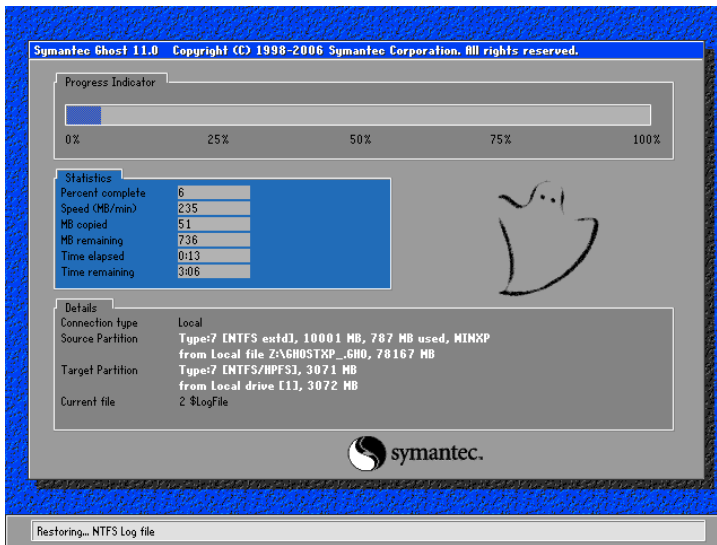 Symantec Ghost 11.0 Copyright (C) 1998-2006 Symantec Corporation. All rights reserved.
Progress Indicator
0% 25% 50% 75% 100%
Statistics
Percent complete 6
Speed (MB/min) 235
MB copied 51
MB remaining 736
Time elapsed 0:13
Time remaining 3:06
Details
Connection type Local
Source Partition Type:7 [NTFS extd], 10001 MB, 787 MB used, WINXP
from Local file Z:\GHOSTXP_.GHO, 78167 MB
Target Partition Type:7 [NTFS/HPFS], 3071 MB
from Local drive [1], 3072 MB
Current file 2 $LogFile
symantec.
Restoring... NTFS Log file